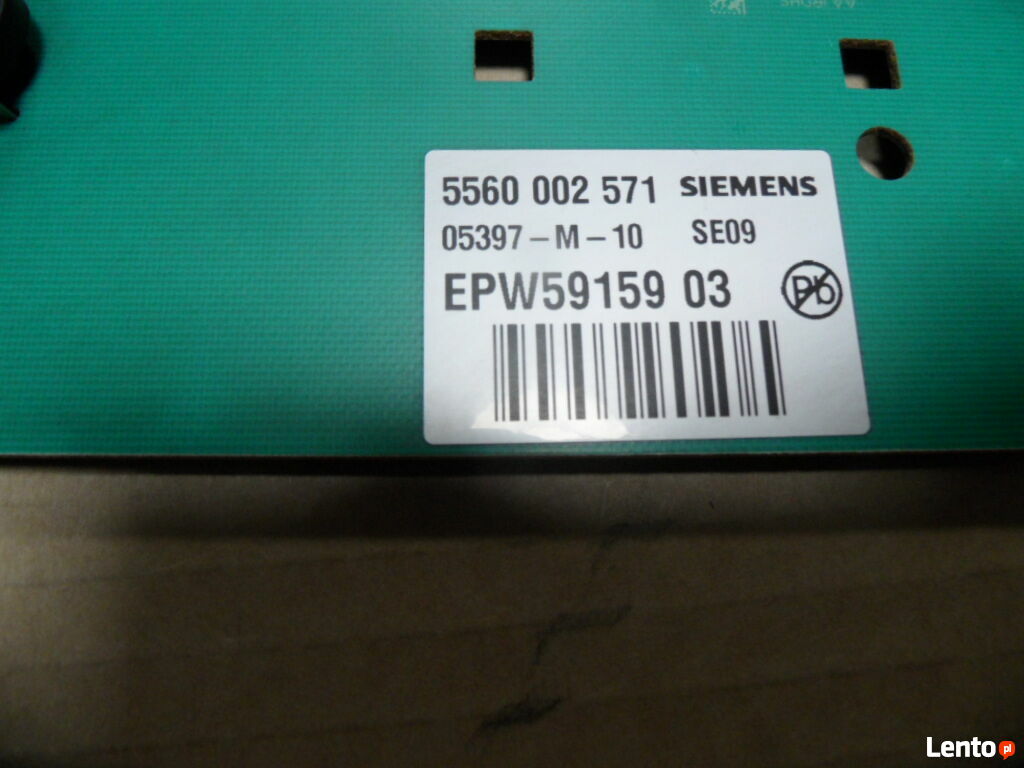 5560 002 571 SIEMENS
05397-M-10 SE09
EPW59159 03
Pb
Lento pl